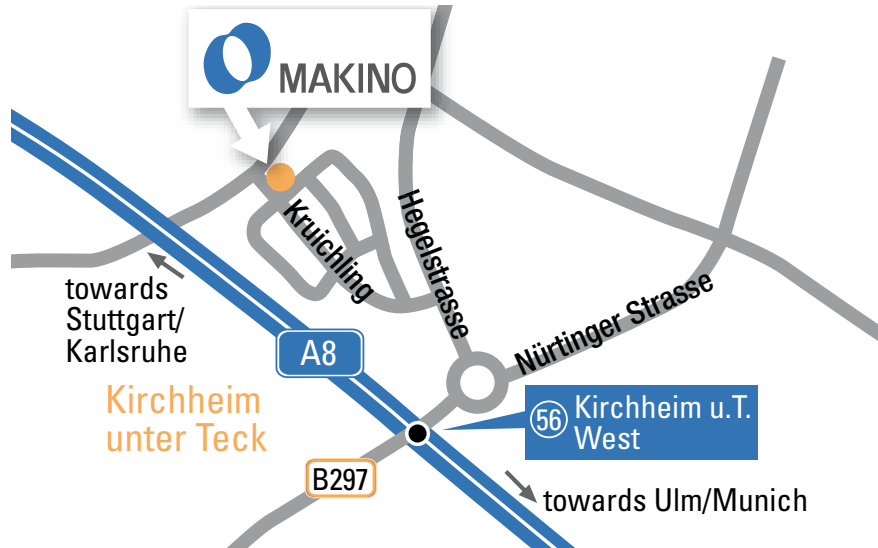 MAKINO
Kruichling
Hegelstrasse
Nürtinger Strasse
towards
Stuttgart/
Karlsruhe
A8
Kirchheim
unter Teck
56 Kirchheim u.T.
West
B297
towards Ulm/Munich